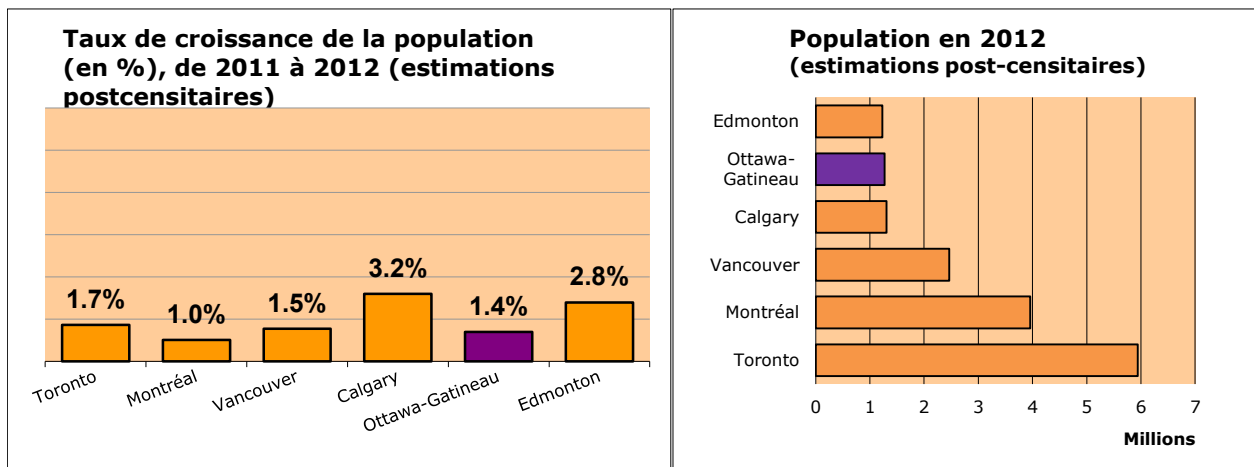 Taux de croissance de la population
(en %), de 2011 à 2012 (estimations
postcensitaires)
1.7%
1.0%
1.5%
3.2%
1.4%
2.8%
Toronto
Montréal
Vancouver
Calgary
Ottawa-Gatineau
Edmonton
Population en 2012
(estimations post-censitaires)
Edmonton
Ottawa-
Gatineau
Calgary
Vancouver
Montréal
Toronto
0 1 2 3 4 5 6 7
Millions